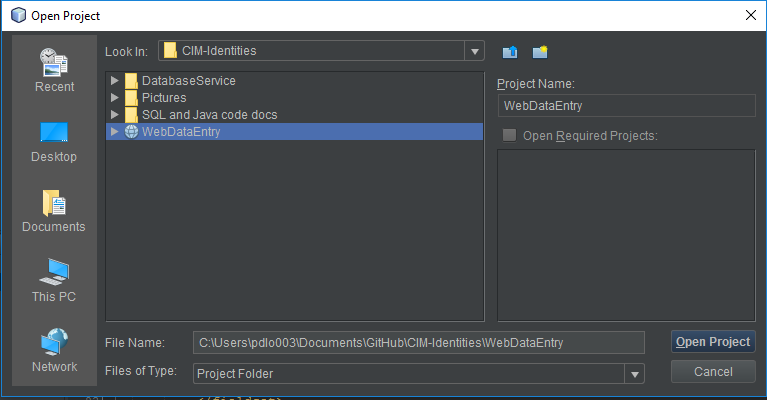 Open Project
Look In: CIM-Identities
Recent
Desktop
Documents
This PC
Network
DatabaseService
Pictures
SQL and Java code docs
WebDataEntry
Project Name:
WebDataEntry
Open Required Projects:
File Name: C:\Users\pdlo003\Documents\GitHub\CIM-Identities\WebDataEntry
Open Project
Files of Type: Project Folder
Cancel